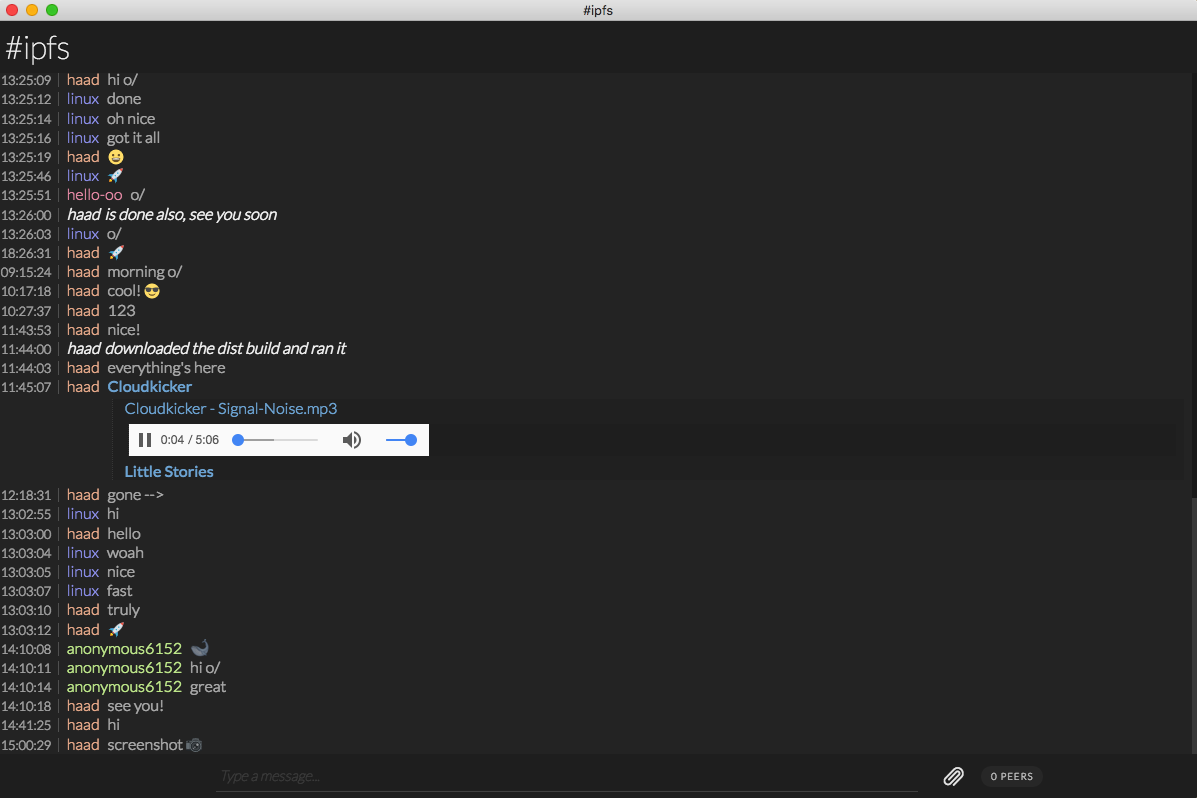 #ipfs
#ipfs
13:25:09 haad hi o/
13:25:12 linux done
13:25:14 linux oh nice
13:25:16 linux got it all
13:25:19 haad 😀
13:25:46 linux 🚀
13:25:51 hello-oo o/
13:26:00 haad is done also, see you soon
13:26:03 linux o/
18:26:31 haad 🚀
09:15:24 haad morning o/
10:17:18 haad cool! 😎
10:27:37 haad 123
11:43:53 haad nice!
11:44:00 haad downloaded the dist build and ran it
11:44:03 haad everything's here
11:45:07 haad Cloudkicker
Cloudkicker - Signal-Noise.mp3
0:04 / 5:06
Little Stories
12:18:31 haad gone -->
13:02:55 linux hi
13:03:00 haad hello
13:03:04 linux woah
13:03:05 linux nice
13:03:07 linux fast
13:03:10 haad truly
13:03:12 haad 🚀
14:10:08 anonymous6152 🐋
14:10:11 anonymous6152 hi o/
14:10:14 anonymous6152 great
14:10:18 haad see you!
14:41:25 haad hi
15:00:29 haad screenshot 📷
Type a message...
0 PEERS